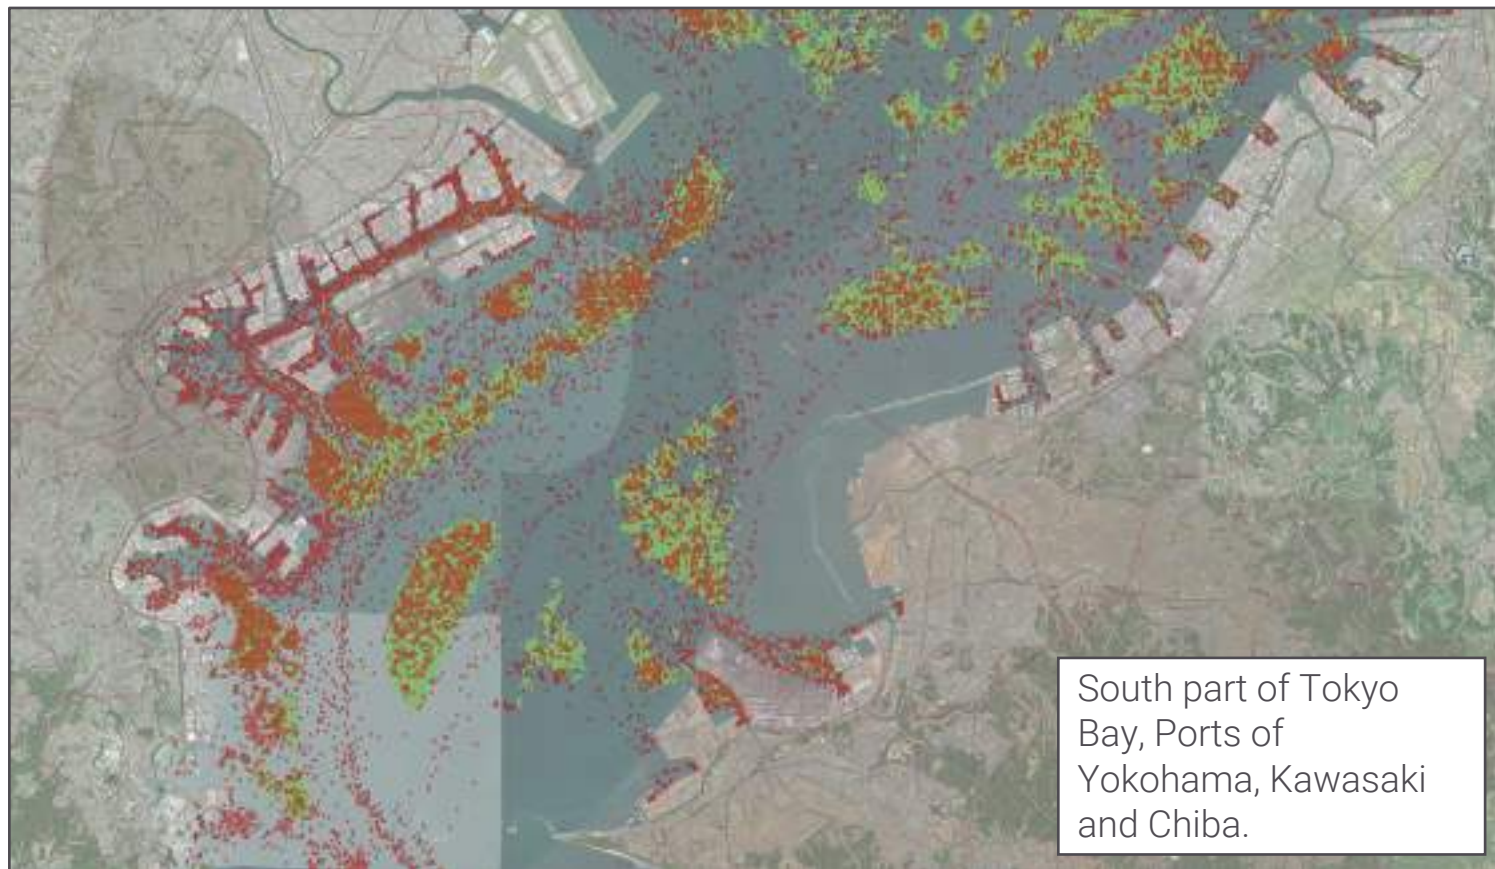 South part of Tokyo
Bay, Ports of
Yokohama, Kawasaki
and Chiba.